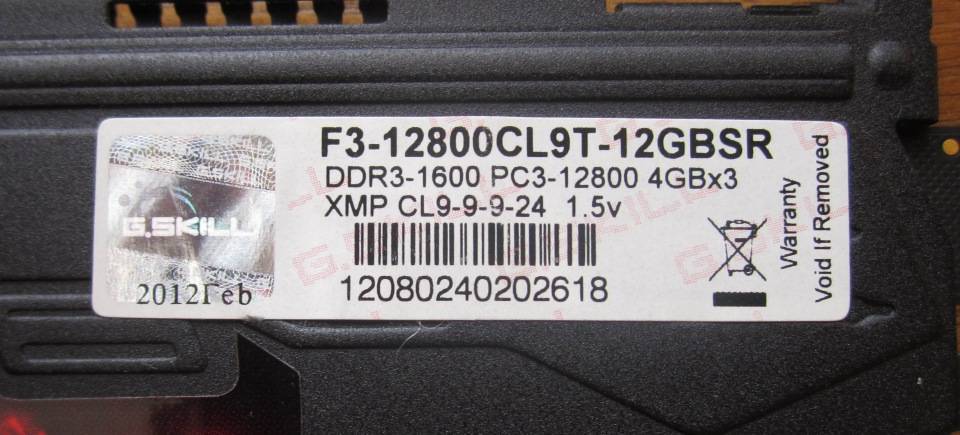 F3-12800CL9T-12GBSR
DDR3-1600 PC3-12800 4GBx3
XMP CL9-9-9-24 1.5v
12080240202618
G.SKILL
2012Feb
Warranty
Void If Removed